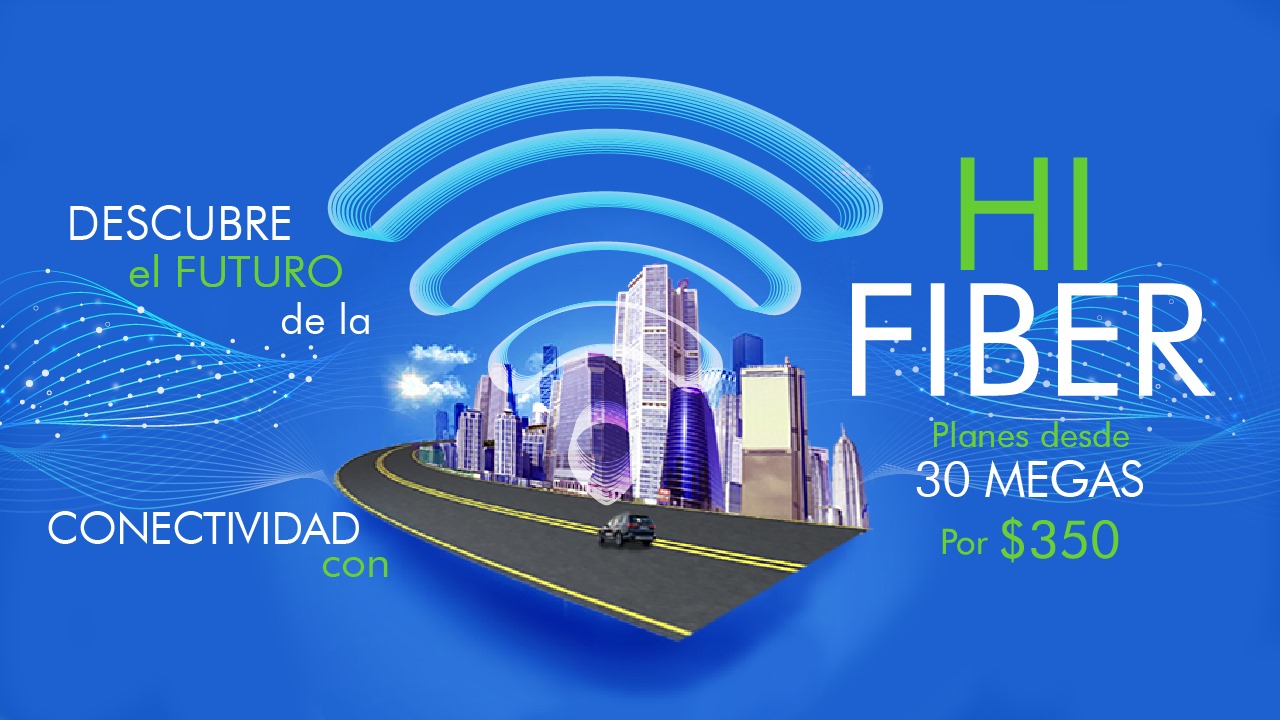 DESCUBRE
el FUTURO
de la
CONECTIVIDAD
con
HI
FIBER
Planes desde
30 MEGAS
Por $350